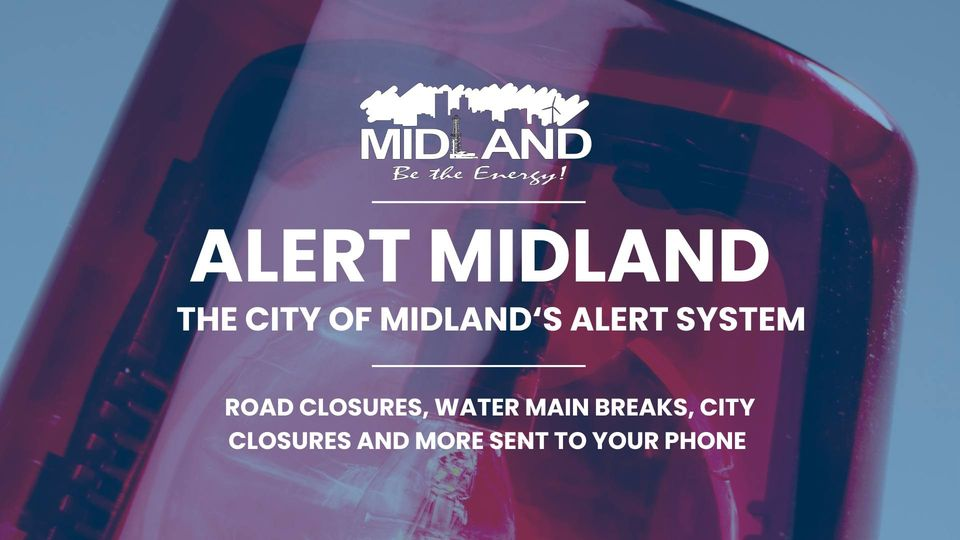 MIDLAND
Be the Energy!
ALERT MIDLAND
THE CITY OF MIDLAND‘S ALERT SYSTEM
ROAD CLOSURES, WATER MAIN BREAKS, CITY
CLOSURES AND MORE SENT TO YOUR PHONE